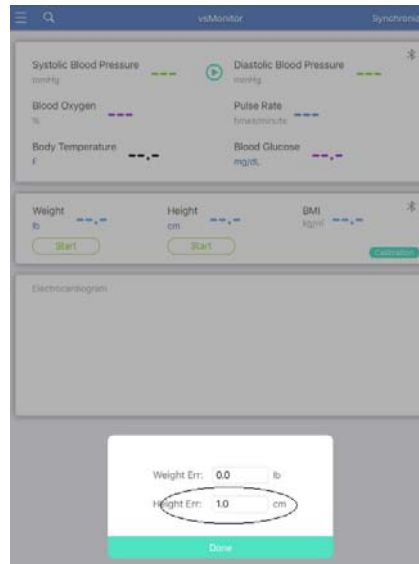 vsMonitor Synchronic
Systolic Blood Pressure --- Diastolic Blood Pressure ---
mmHg mmHg
Blood Oxygen --- Pulse Rate ---
% times/minute
Body Temperature --.- Blood Glucose --.-
F mg/dL
Weight --.- Height --.- BMI --.-
lb cm kg/㎡
Start Start Calibration
Electrocardiogram
Weight Err: 0.0 lb
Height Err: 1.0 cm
Done